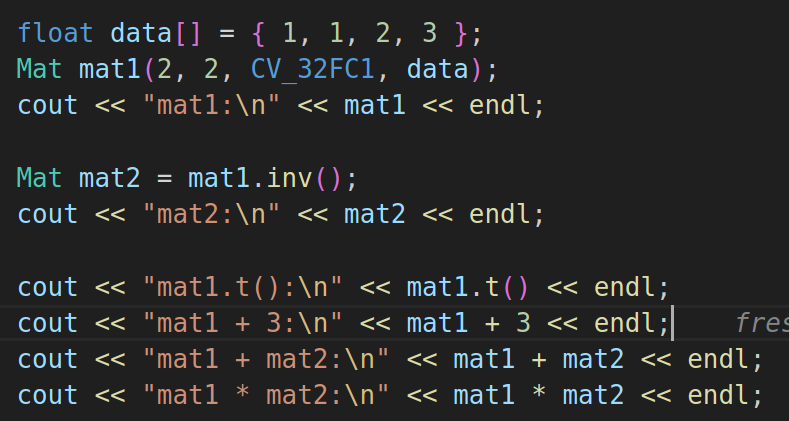 float data[] = { 1, 1, 2, 3 };
Mat mat1(2, 2, CV_32FC1, data);
cout << "mat1:\n" << mat1 << endl;
Mat mat2 = mat1.inv();
cout << "mat2:\n" << mat2 << endl;
cout << "mat1.t():\n" << mat1.t() << endl;
cout << "mat1 + 3:\n" << mat1 + 3 << endl;
cout << "mat1 + mat2:\n" << mat1 + mat2 << endl;
cout << "mat1 * mat2:\n" << mat1 * mat2 << endl;